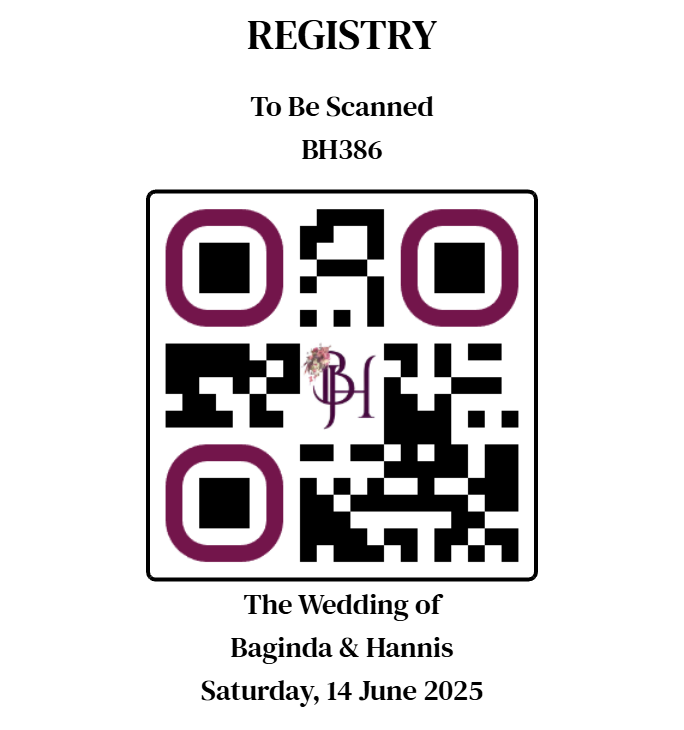 REGISTRY
To Be Scanned
BH386
BH
The Wedding of
Baginda & Hannis
Saturday, 14 June 2025